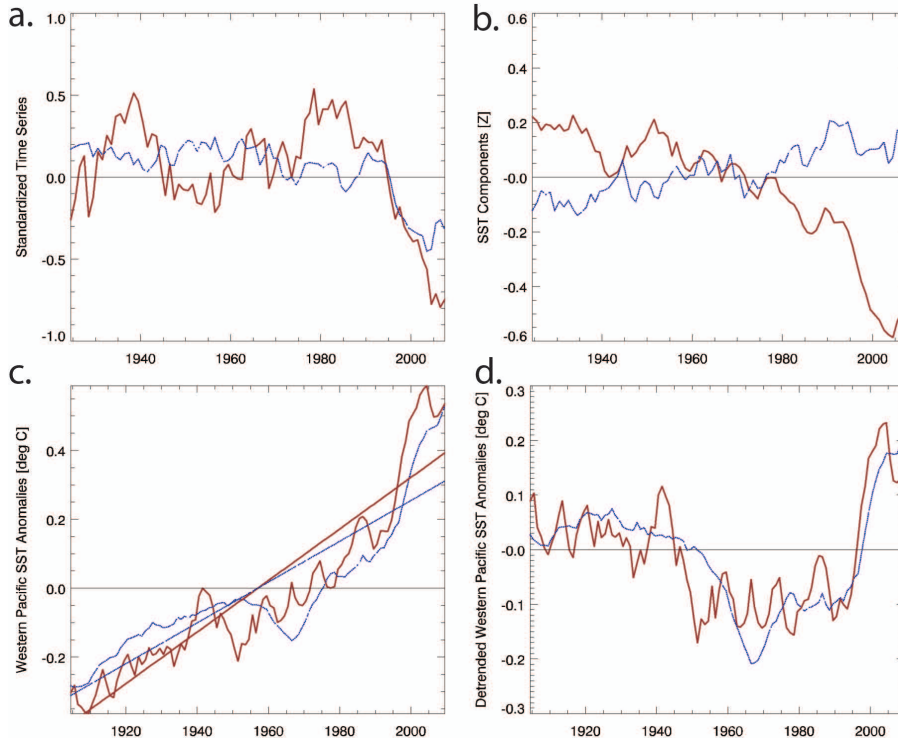 a.
Standardized Time Series
1.0
0.5
0.0
-0.5
-1.0
1940 1960 1980 2000
b.
SST Components [Z]
0.6
0.4
0.2
-0.0
-0.2
-0.4
-0.6
1940 1960 1980 2000
c.
Western Pacific SST Anomalies [deg C]
0.4
0.2
0.0
-0.2
1920 1940 1960 1980 2000
d.
Detrended Western Pacific SST Anomalies [deg C]
0.3
0.2
0.1
-0.0
-0.1
-0.2
-0.3
1920 1940 1960 1980 2000